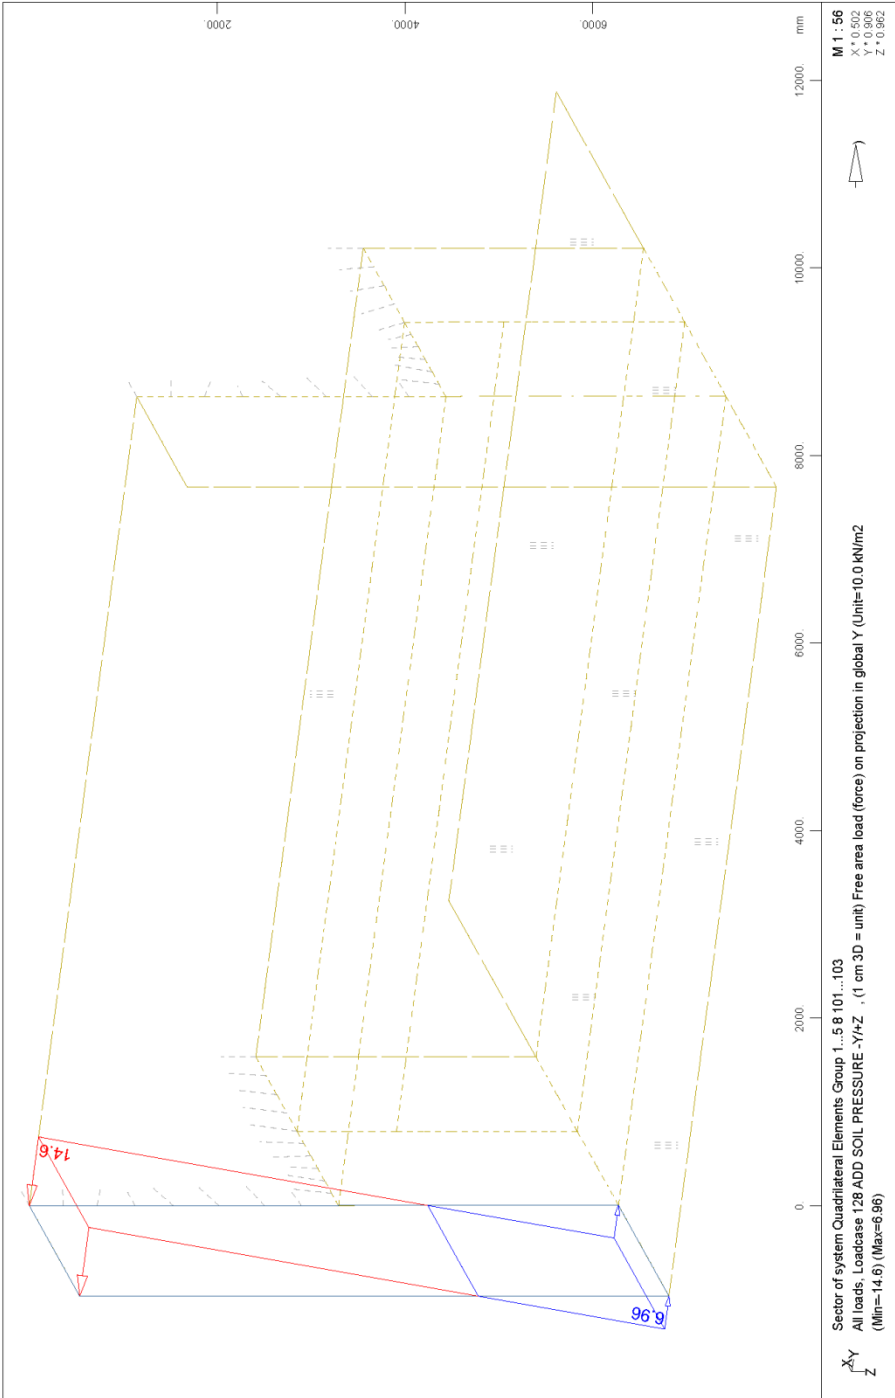 2000.
4000.
6000.
mm
12000.
10000.
8000.
6000.
4000.
2000.
0.
14.6
6.96
M 1 : 56
X * 0.502
Y * 0.906
Z * 0.962
X
Y
Z
Sector of system Quadrilateral Elements Group 1...5 8 101...103
All loads, Loadcase 128 ADD SOIL PRESSURE -Y/+Z , (1 cm 3D = unit) Free area load (force) on projection in global Y (Unit=10.0 kN/m2
)
(Min=-14.6) (Max=6.96)